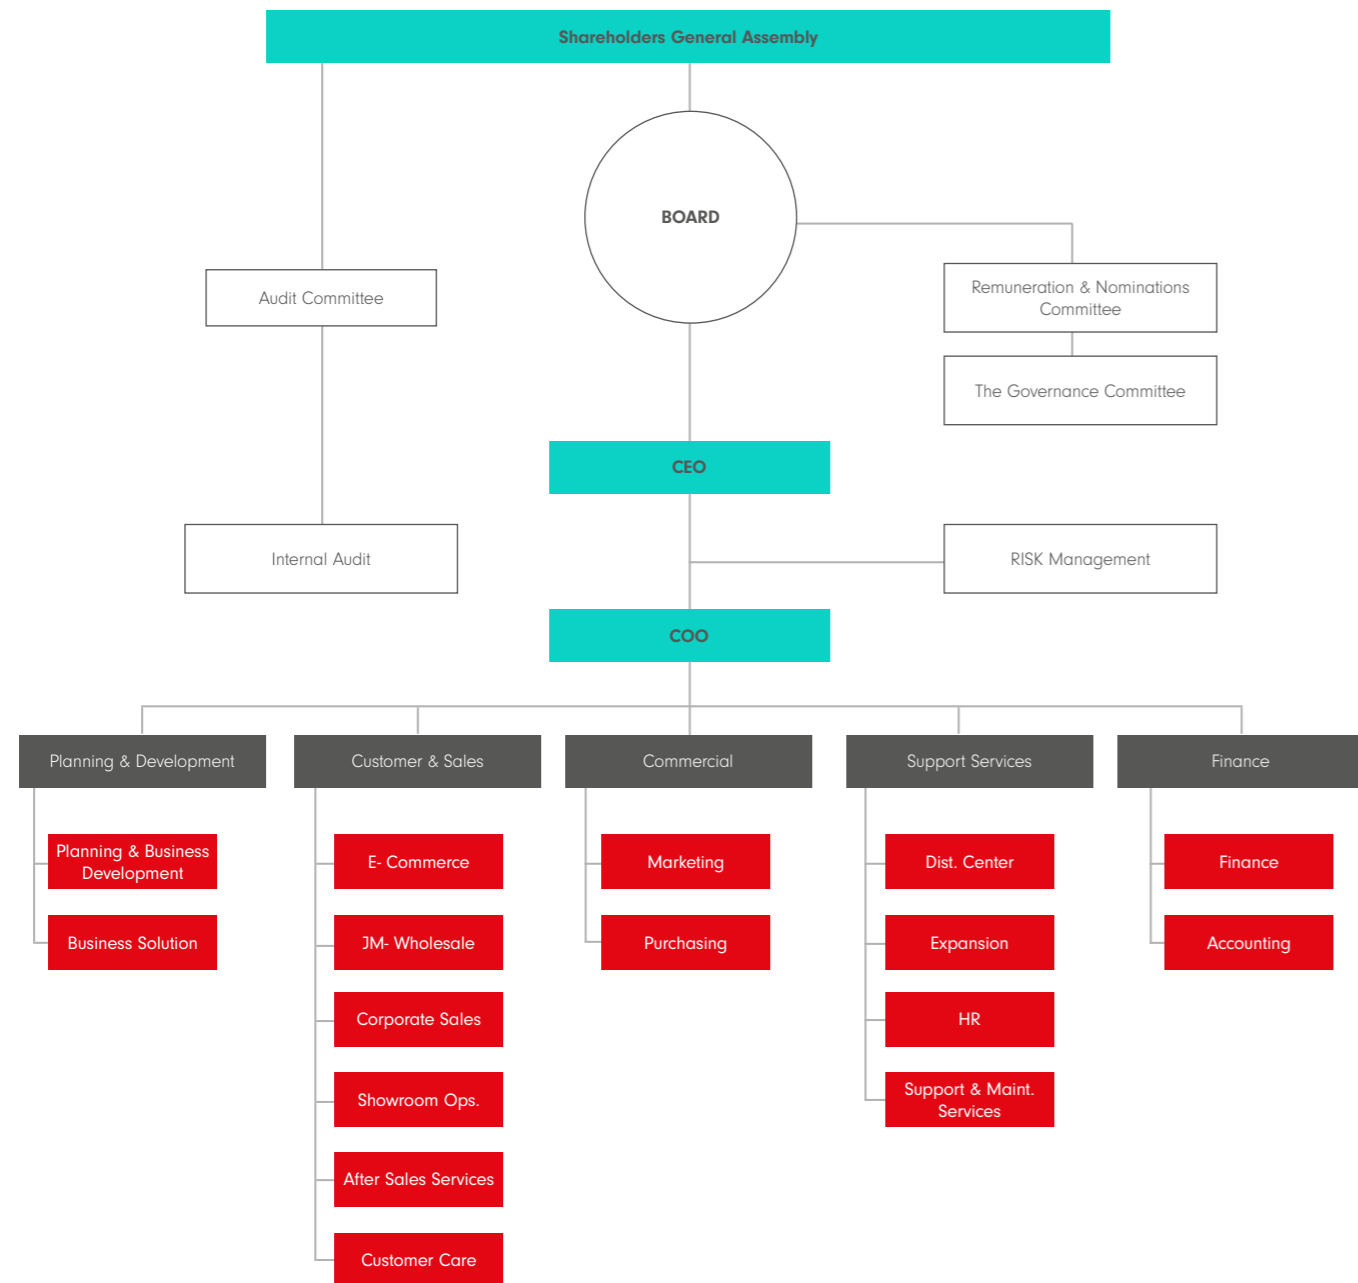 Shareholders General Assembly
BOARD
Audit Committee
Remuneration & Nominations
Committee
The Governance Committee
CEO
Internal Audit
RISK Management
COO
Planning & Development
Customer & Sales
Commercial
Support Services
Finance
Planning & Business
Development
Business Solution
E- Commerce
JM- Wholesale
Corporate Sales
Showroom Ops.
After Sales Services
Customer Care
Marketing
Purchasing
Dist. Center
Expansion
HR
Support & Maint.
Services
Finance
Accounting